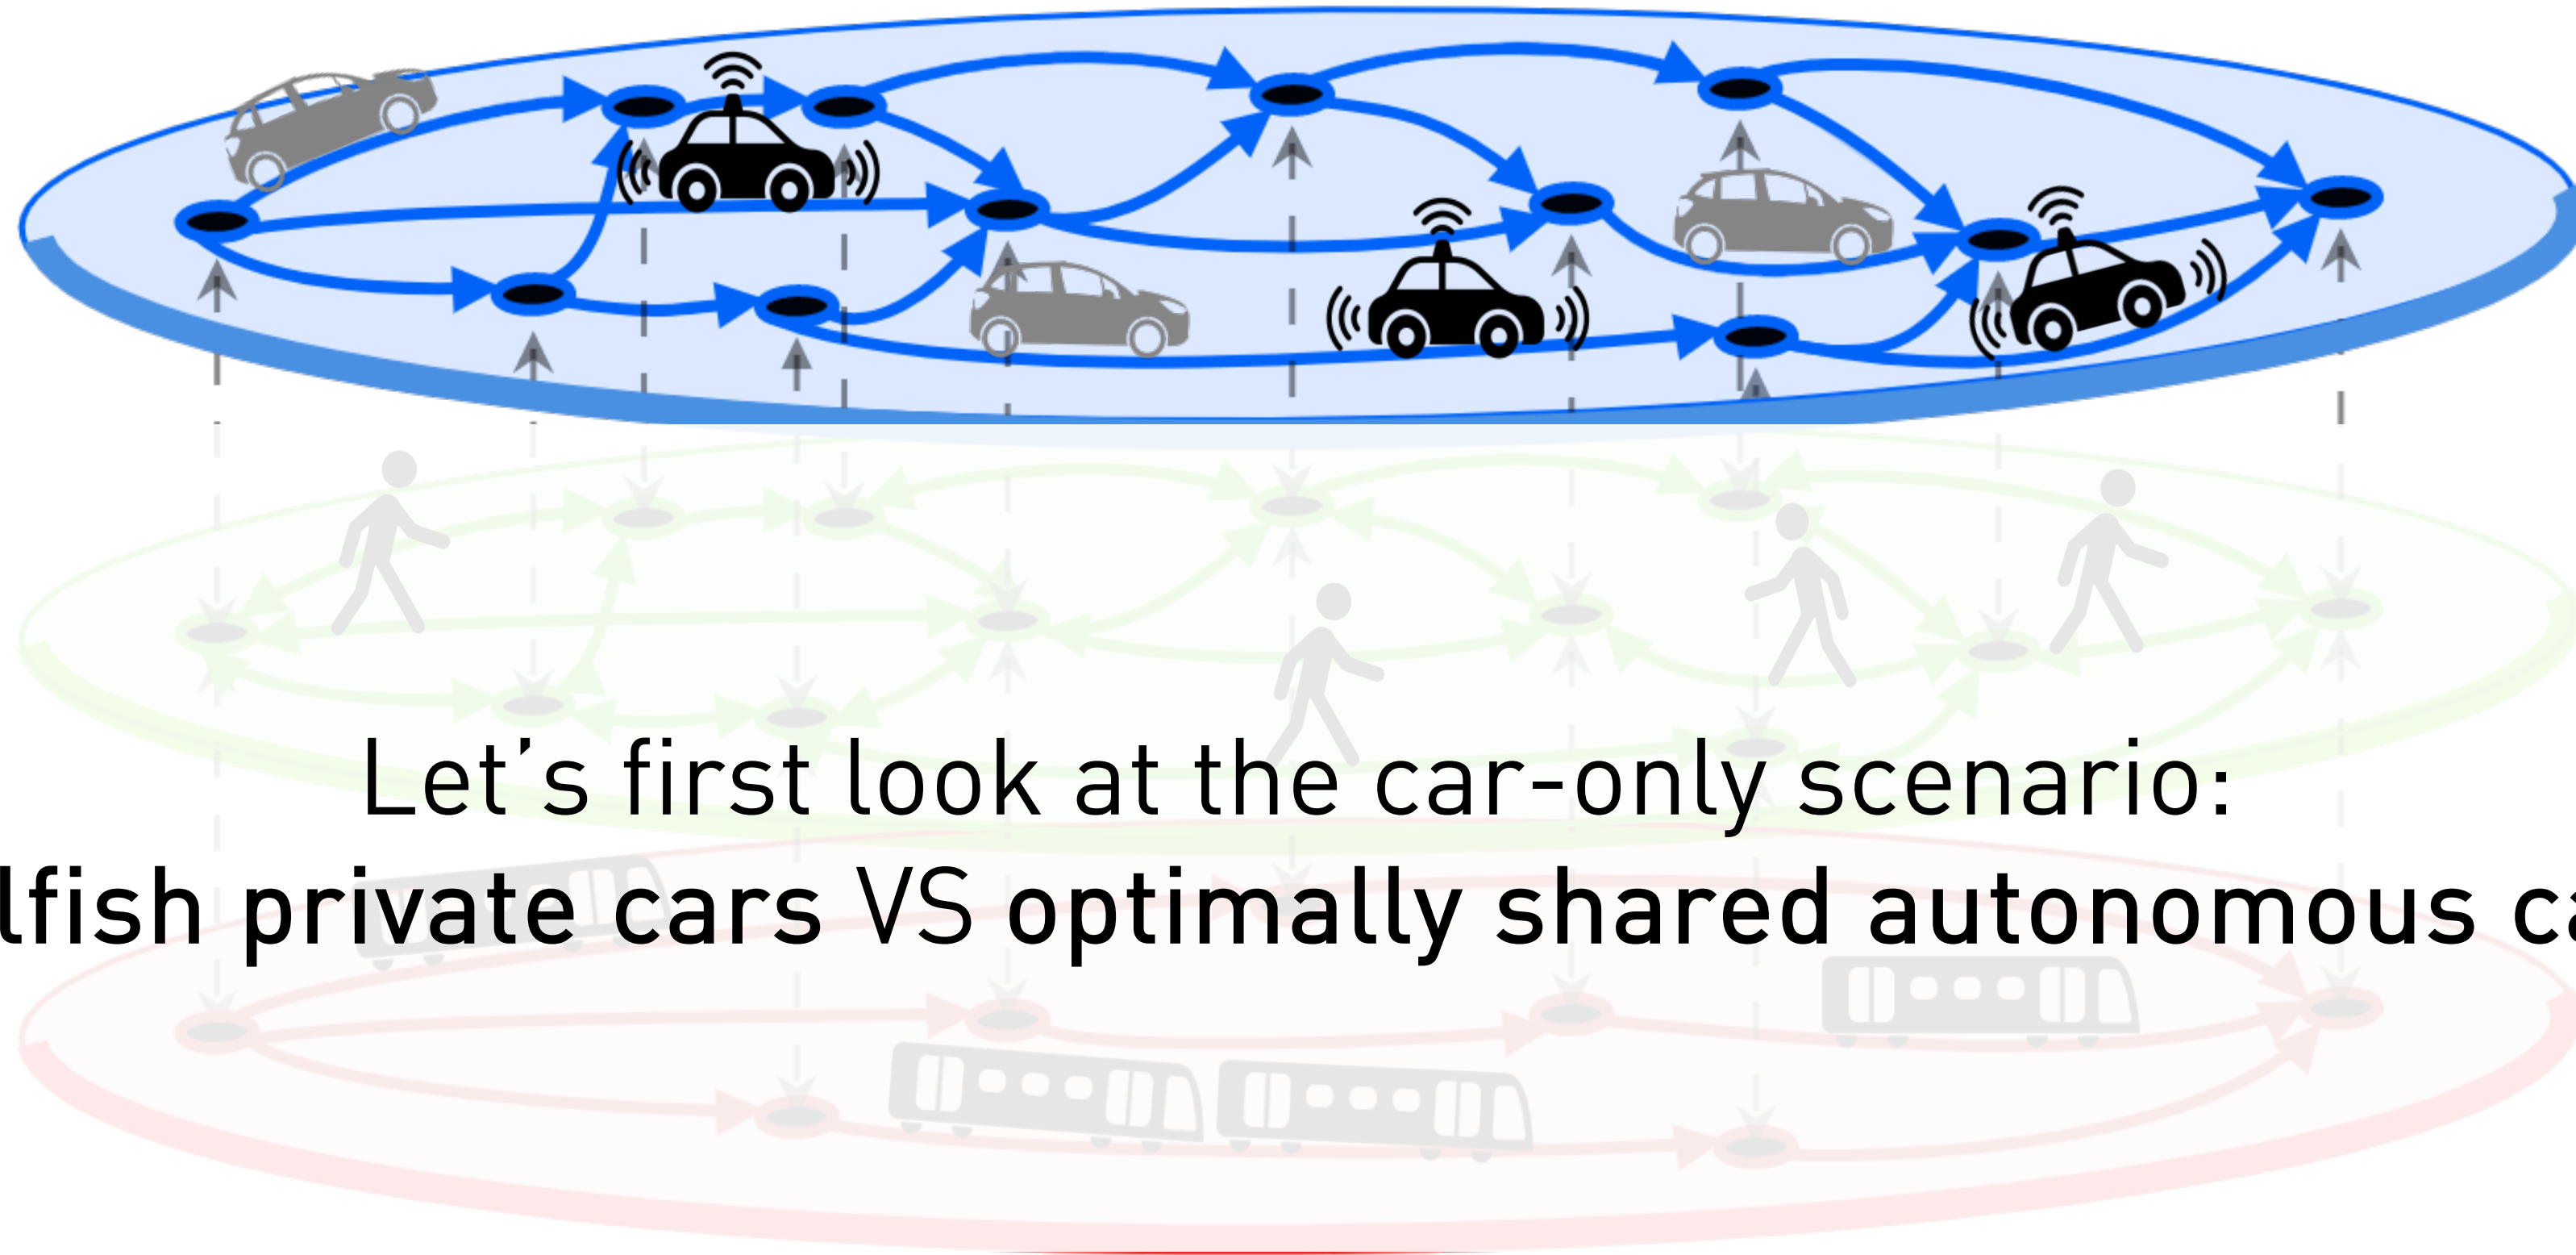 Let’s first look at the car-only scenario:
lfish private cars VS optimally shared autonomous ca